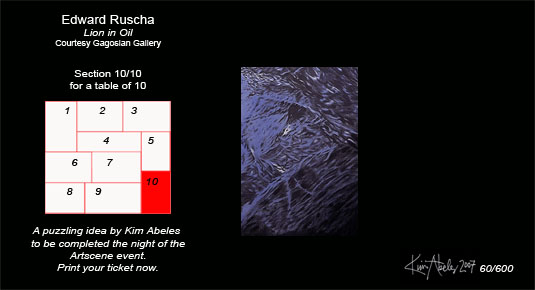 Edward Ruscha
Lion in Oil
Courtesy Gagosian Gallery
Section 10/10
for a table of 10
1 2 3
4 5
6 7
10
8 9
A puzzling idea by Kim Abeles
to be completed the night of the
Artscene event.
Print your ticket now.
Kim Abeles 2007 60/600